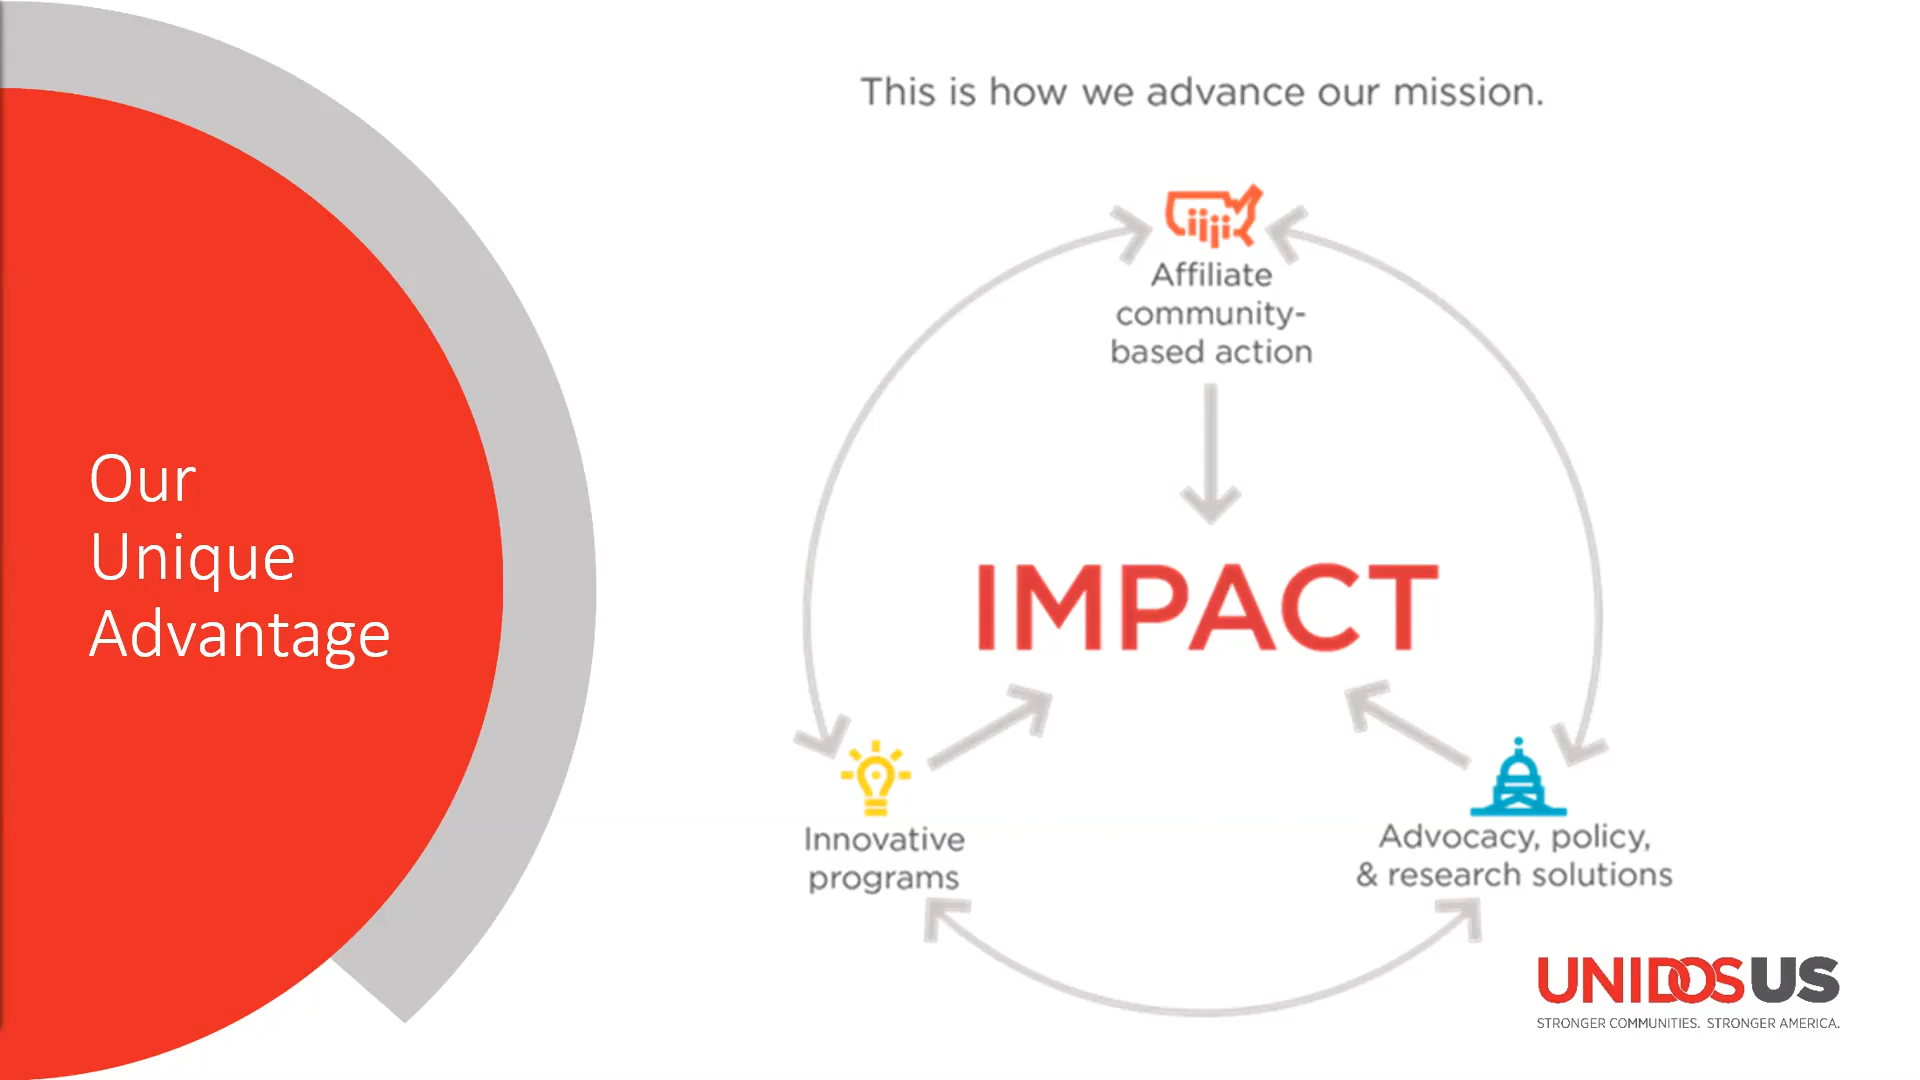 Our
Unique
Advantage
This is how we advance our mission.
Affiliate
community-
based action
IMPACT
Innovative
programs
Advocacy, policy,
& research solutions
UNIDOSUS
STRONGER COMMUNITIES. STRONGER AMERICA.